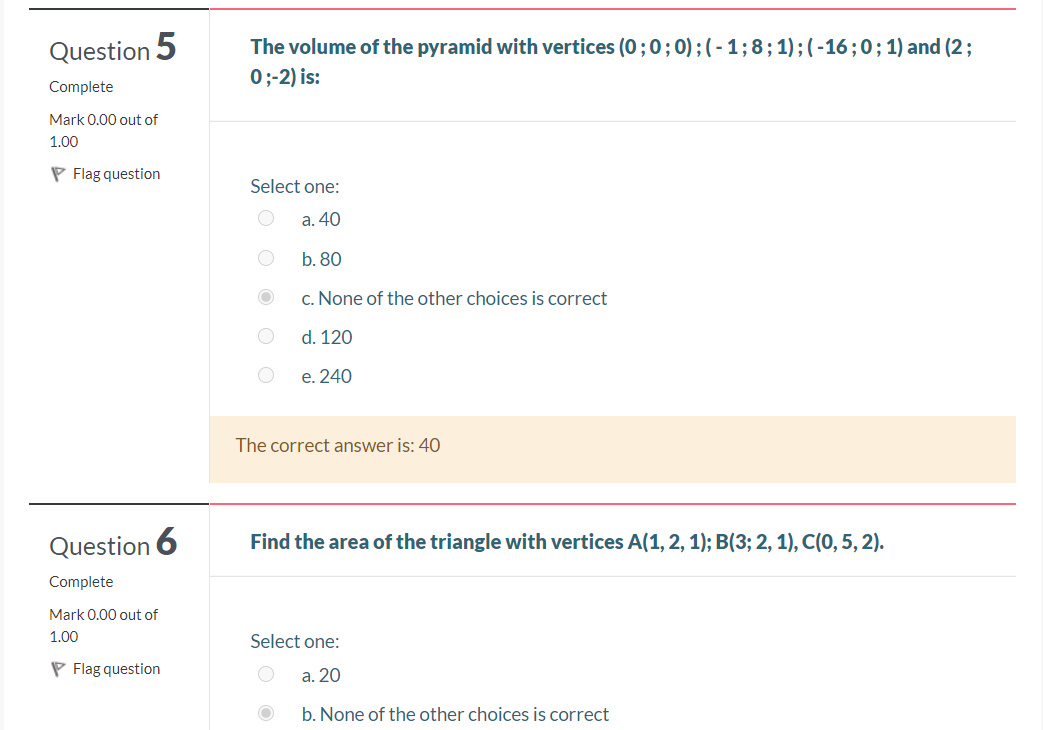 Question 5
Complete
Mark 0.00 out of
1.00
Flag question
The volume of the pyramid with vertices (0 ; 0 ; 0) ; ( - 1 ; 8 ; 1) ; ( -16 ; 0 ; 1) and (2 ;
0 ;-2) is:
Select one:
a. 40
b. 80
c. None of the other choices is correct
d. 120
e. 240
The correct answer is: 40
Question 6
Complete
Mark 0.00 out of
1.00
Flag question
Find the area of the triangle with vertices A(1, 2, 1); B(3; 2, 1), C(0, 5, 2).
Select one:
a. 20
b. None of the other choices is correct